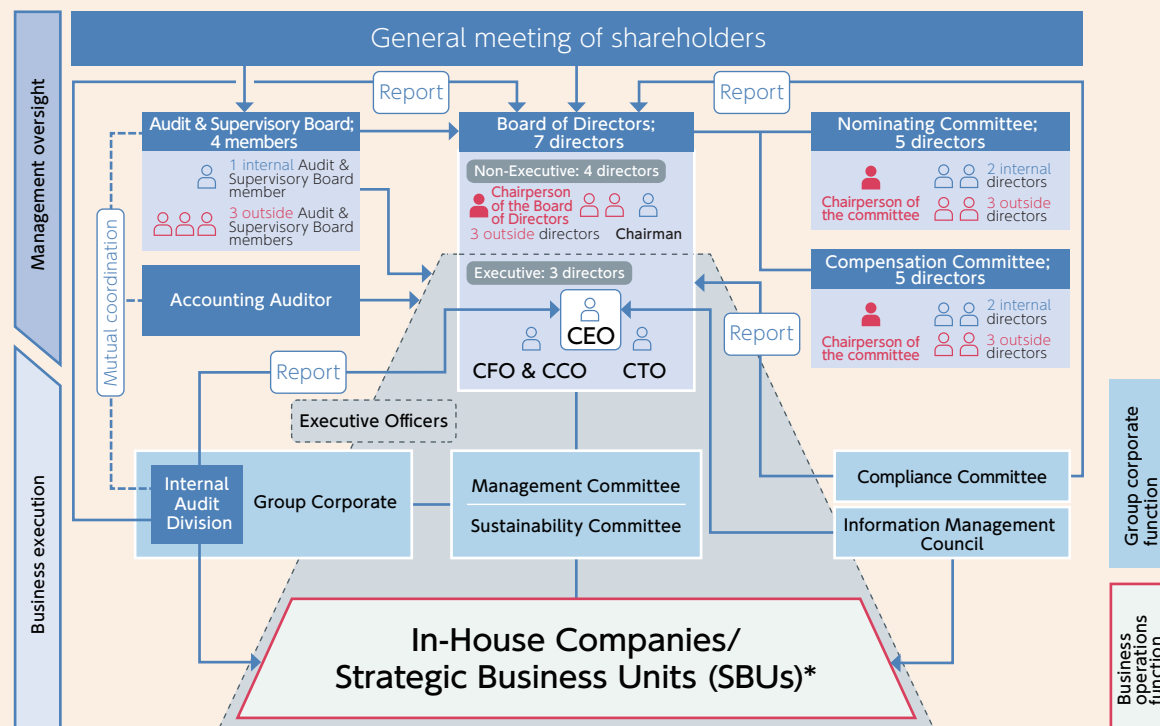 General meeting of shareholders
Management oversight
Report
Report
Audit & Supervisory Board;
4 members
1 internal Audit &
Supervisory Board
member
3 outside Audit &
Supervisory Board
members
Board of Directors;
7 directors
Non-Executive: 4 directors
Chairperson
of the Board
of Directors
3 outside directors
Chairman
Nominating Committee;
5 directors
Chairperson of
the committee
2 internal
directors
3 outside
directors
Mutual coordination
Accounting Auditor
Executive: 3 directors
CEO
CFO & CCO
CTO
Compensation Committee;
5 directors
Chairperson of
the committee
2 internal
directors
3 outside
directors
Report
Report
Executive Officers
Business execution
Internal
Audit
Division
Group Corporate
Management Committee
Sustainability Committee
Compliance Committee
Information Management
Council
Group corporate
function
In-House Companies/
Strategic Business Units (SBUs)*
Business
operations
function